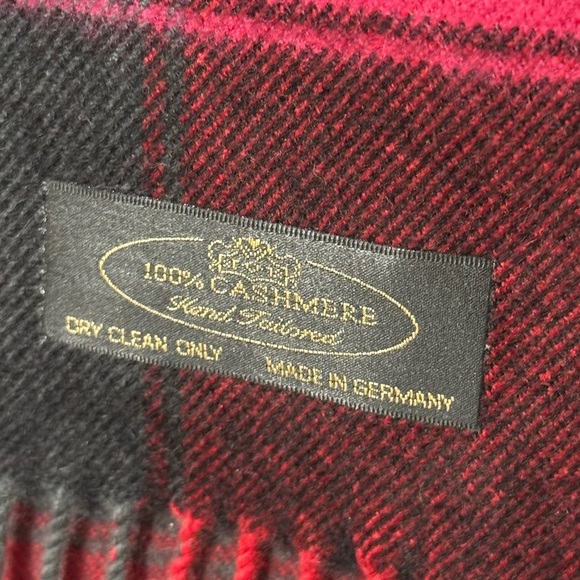 100% CASHMERE
Hand Tailored
DRY CLEAN ONLY MADE IN GERMANY